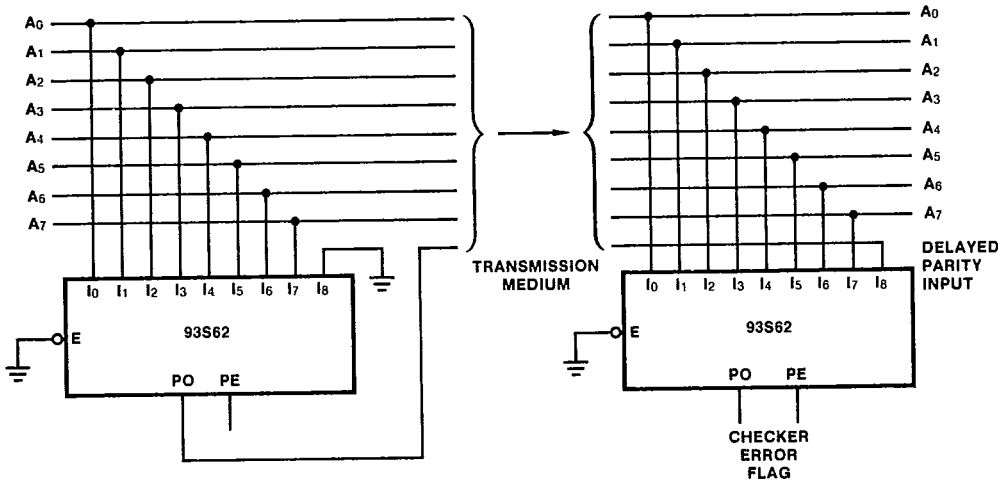 A0
A1
A2
A3
A4
A5
A6
A7
I0 I1 I2 I3 I4 I5 I6 I7 I8
E
93S62
PO PE
TRANSMISSION
MEDIUM
A0
A1
A2
A3
A4
A5
A6
A7
DELAYED
PARITY
INPUT
I0 I1 I2 I3 I4 I5 I6 I7 I8
E
93S62
PO PE
CHECKER
ERROR
FLAG